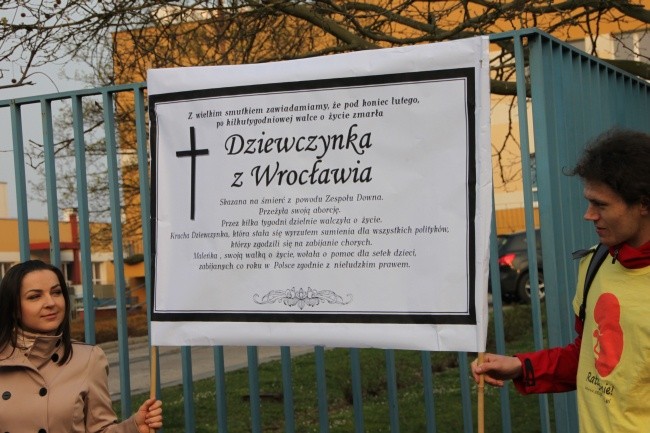 Z wielkim smutkiem zawiadamiamy, że pod koniec lutego,
po kilkutygodniowej walce o życie zmarła
Dziewczynka
z Wrocławia
Skazana na śmierć z powodu Zespołu Downa.
Przeżyła swoją aborcję.
Przez kilka tygodni dzielnie walczyła o życie.
Krucha Dziewczynka, która stała się wyrzutem sumienia dla wszystkich polityków,
którzy zgodzili się na zabijanie chorych.
Maleńka , swoją walką o życie, wołała o pomoc dla setek dzieci,
zabijanych co roku w Polsce zgodnie z nieludzkim prawem.